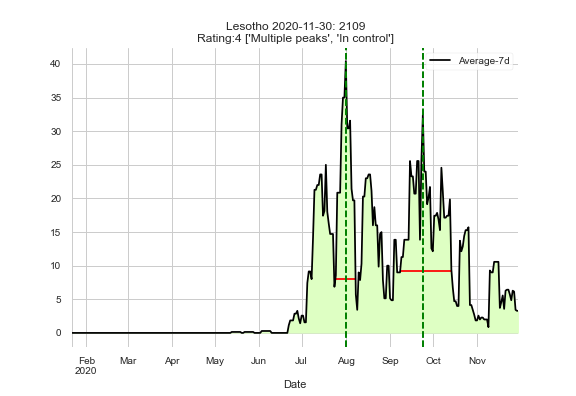 Lesotho 2020-11-30: 2109
Rating:4 ['Multiple peaks', 'In control']
Average-7d
40
35
30
25
20
15
10
5
0
Feb Mar Apr May Jun Jul Aug Sep Oct Nov
2020
Date